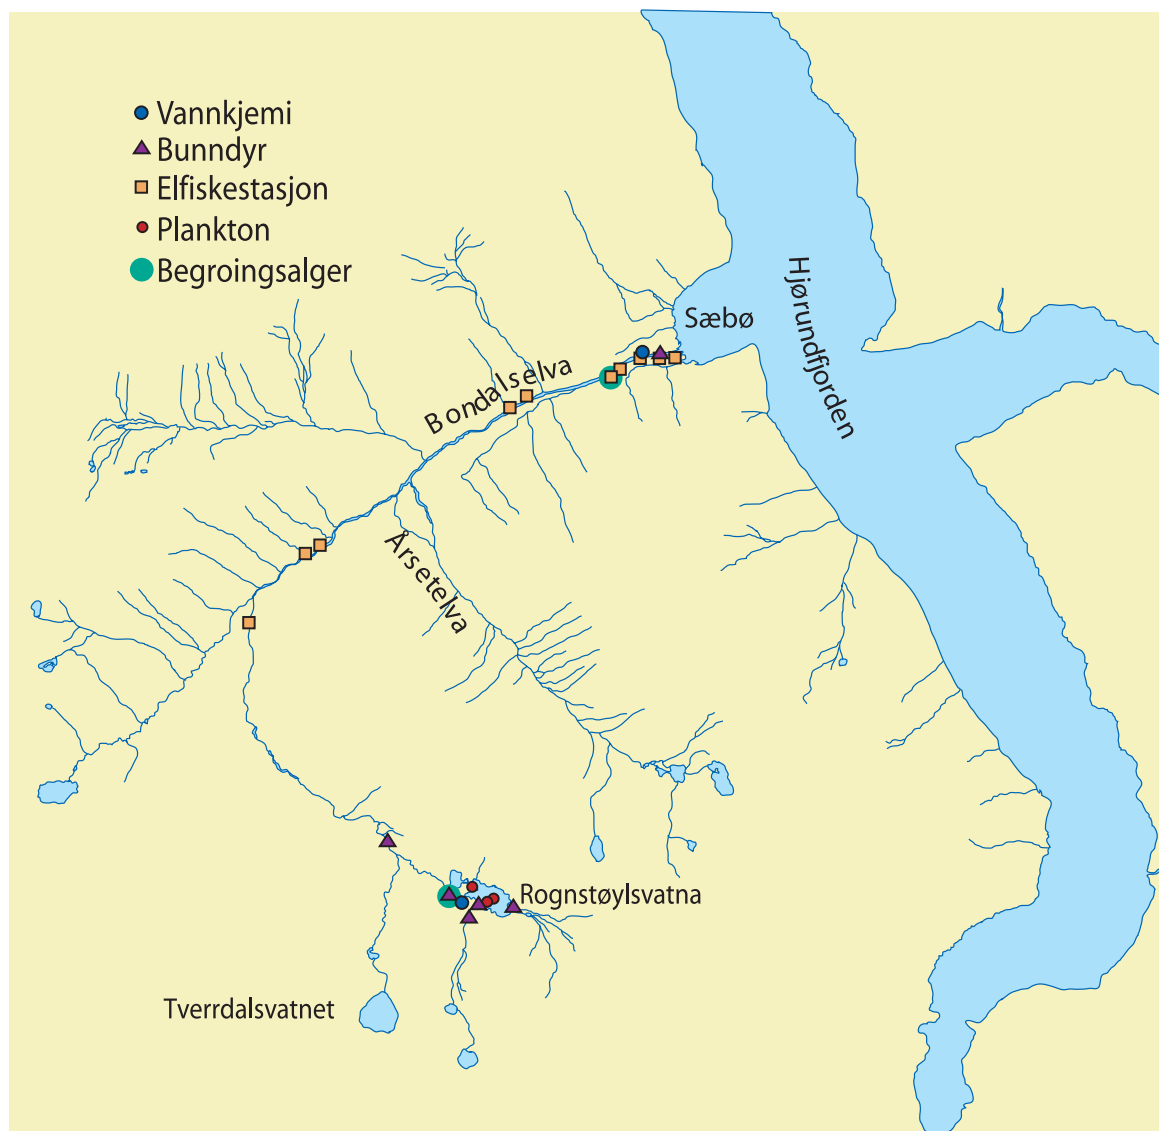 Vannkjemi
Bunndyr
Elfiskestasjon
Plankton
Begroingsalger
Sæbø
Hjørundfjorden
Bondalselva
Årsetelva
Rognstøylsvatna
Tverrdalsvatnet